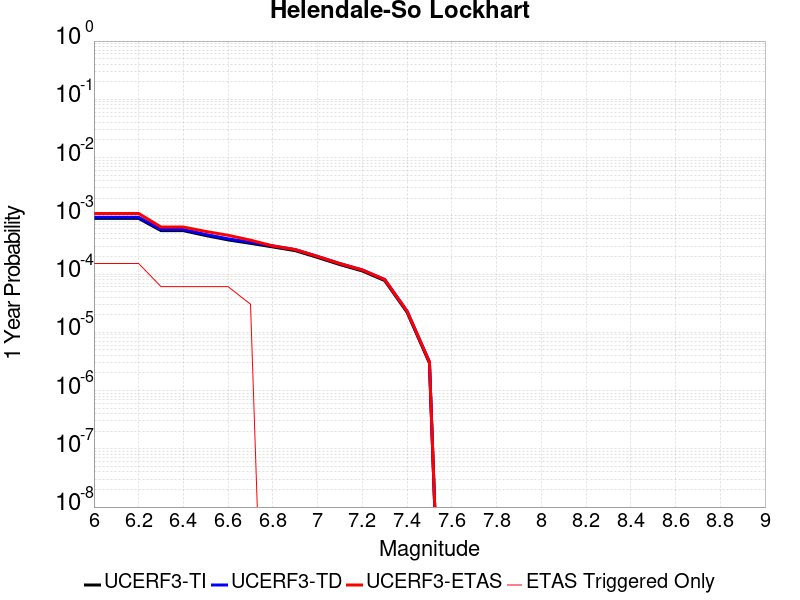 Helendale-So Lockhart
10 0
10 -1
10 -2
10 -3
10 -4
10 -5
10 -6
10 -7
10 -8
1 Year Probability
6 6.2 6.4 6.6 6.8 7 7.2 7.4 7.6 7.8 8 8.2 8.4 8.6 8.8 9
Magnitude
UCERF3-TI UCERF3-TD UCERF3-ETAS ETAS Triggered Only